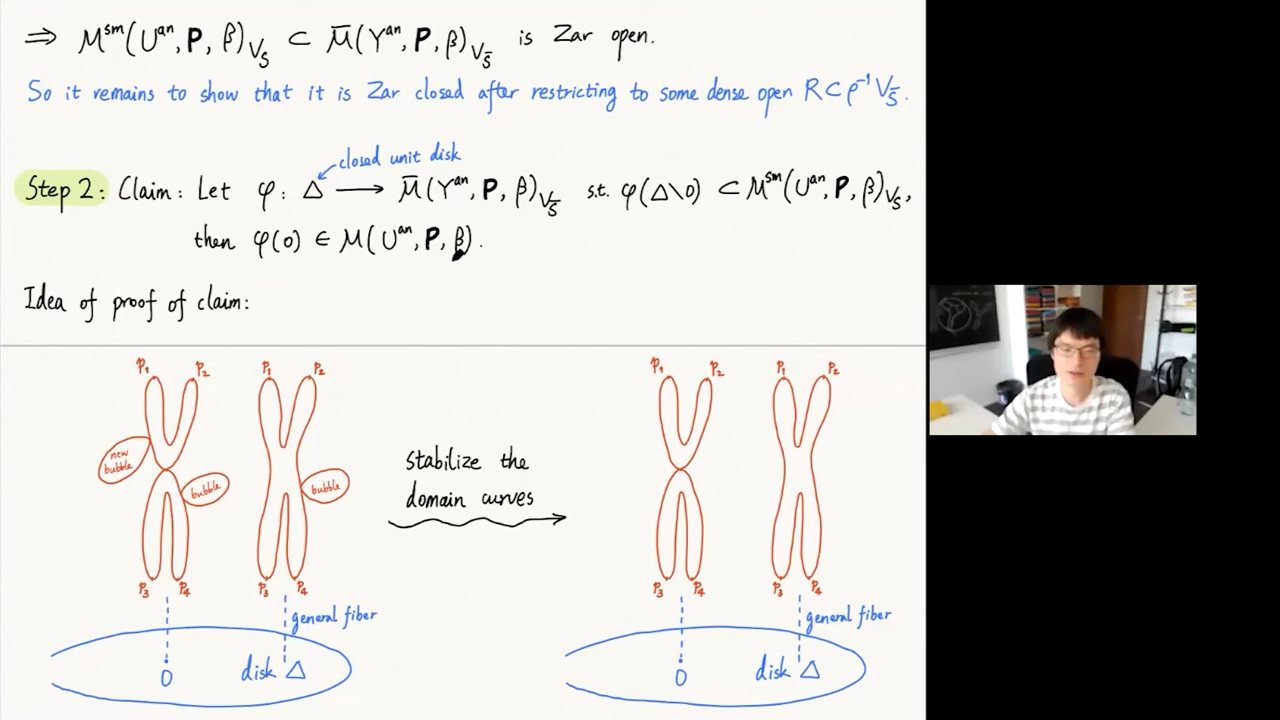 ⇒ M^sm(U^an, P, β)_{V_S} ⊂ M̄(Y^an, P, β)_{V_S̄} is Zar open.
So it remains to show that it is Zar closed after restricting to some dense open R ⊂ ρ⁻¹V_S̄.
closed unit disk
Step 2: Claim: Let φ: Δ ⟶ M̄(Y^an, P, β)_{V_S̄} s.t. φ(Δ\0) ⊂ M^sm(U^an, P, β)_{V_S},
then φ(0) ∈ M(U^an, P, β).
Idea of proof of claim:
P₁ P₂ P₁ P₂ P₁ P₂ P₁ P₂
new
bubble
bubble bubble
stabilize the
domain curves
P₃ P₄ P₃ P₄ P₃ P₄ P₃ P₄
general fiber general fiber
0 disk Δ 0 disk Δ